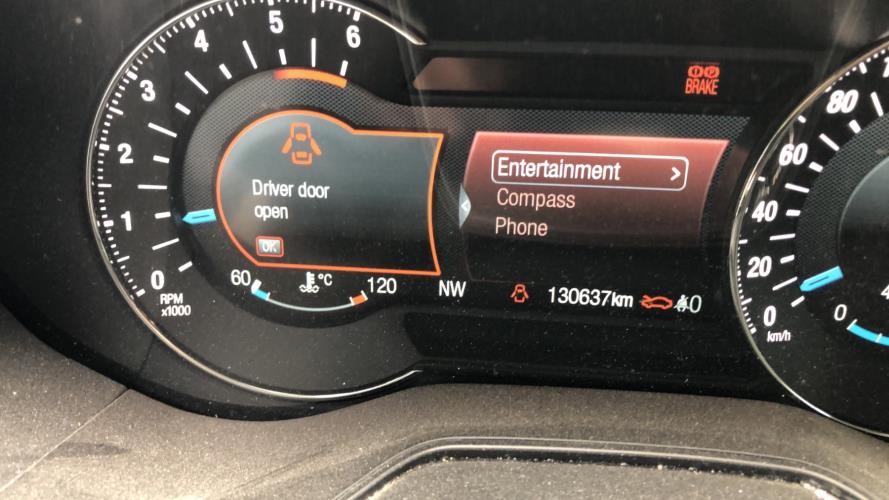 6
5
4
3
2
1
0
RPM
x1000
BRAKE
Driver door
open
OK
60
°C
120
NW
Entertainment >
Compass
Phone
130637km
0
80
60
40
20
0
km/h
0